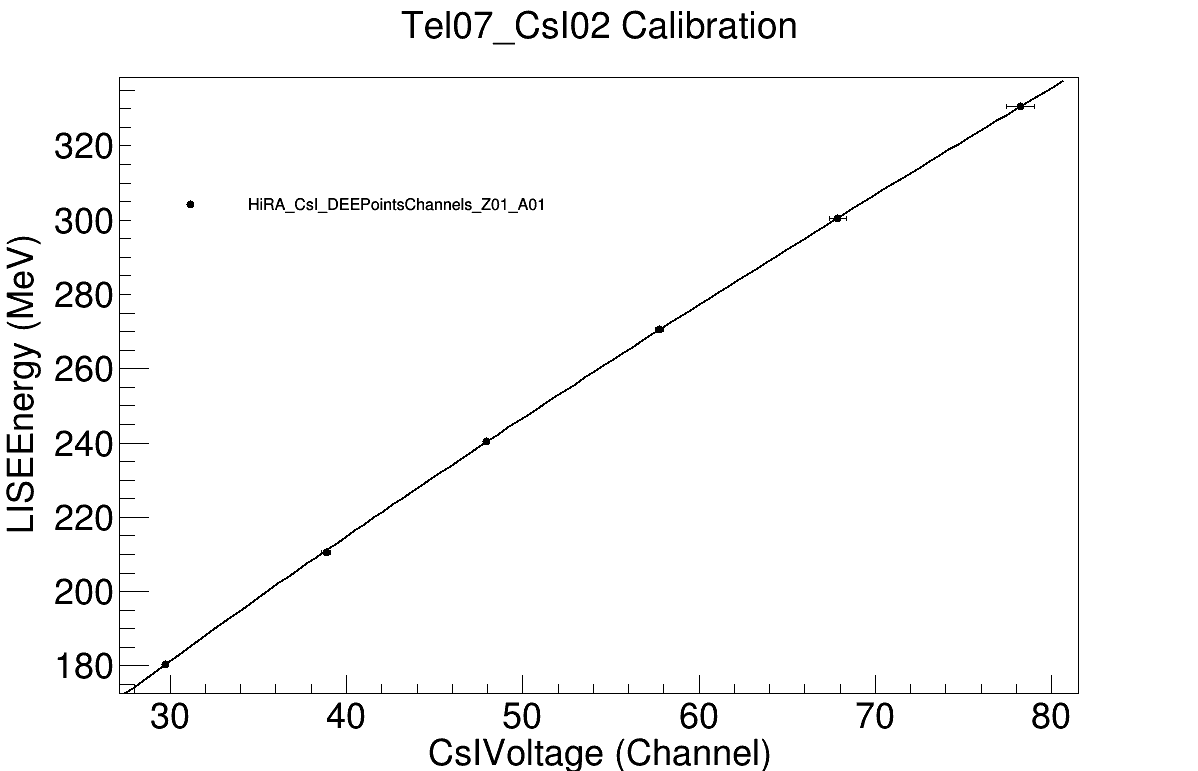 Tel07_CsI02 Calibration
LISEEnergy (MeV)
320
300
280
260
240
220
200
180
HiRA_CsI_DEEPointsChannels_Z01_A01
30 40 50 60 70 80
CsIVoltage (Channel)